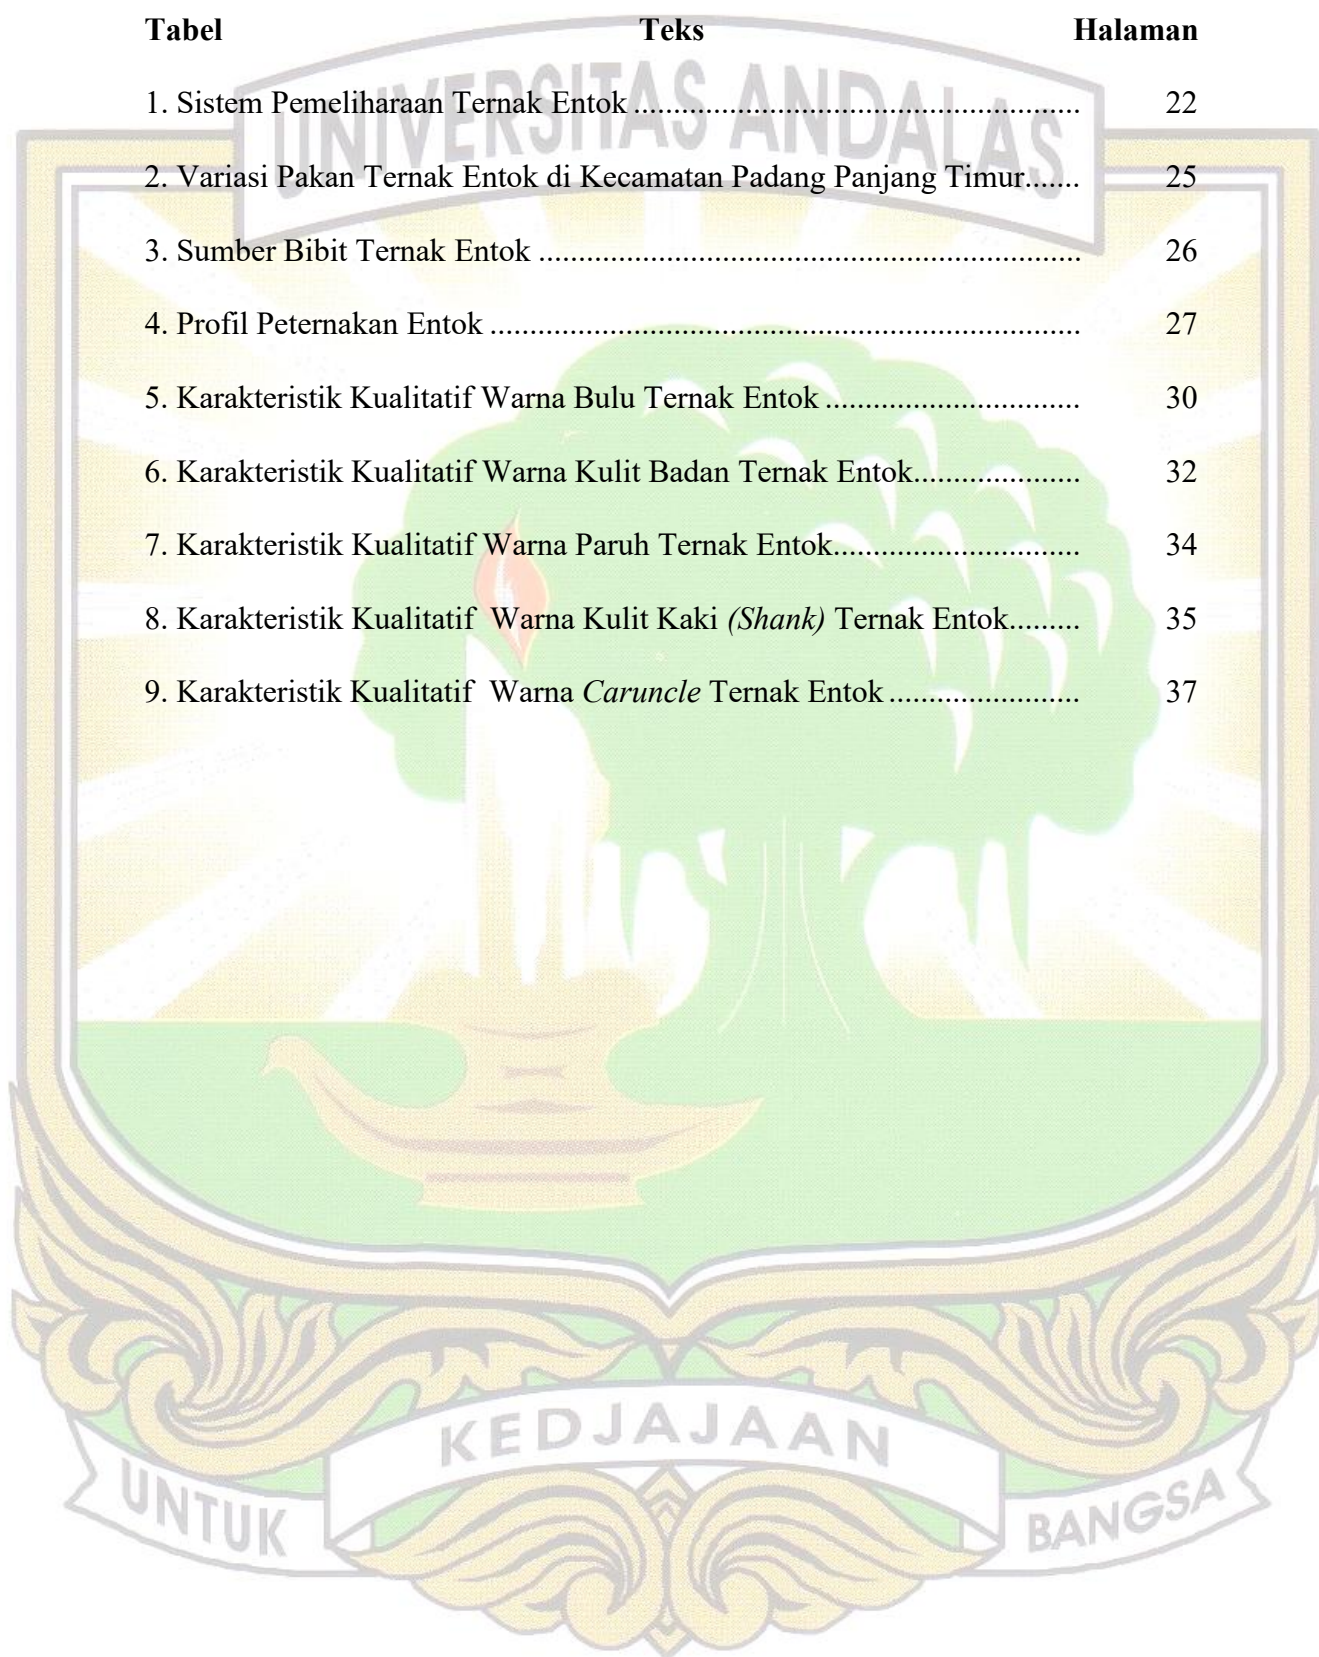 Tabel Teks Halaman
UNIVERSITAS ANDALAS
1. Sistem Pemeliharaan Ternak Entok ........................................................ 22
2. Variasi Pakan Ternak Entok di Kecamatan Padang Panjang Timur....... 25
3. Sumber Bibit Ternak Entok .................................................................... 26
4. Profil Peternakan Entok .......................................................................... 27
5. Karakteristik Kualitatif Warna Bulu Ternak Entok ................................ 30
6. Karakteristik Kualitatif Warna Kulit Badan Ternak Entok..................... 32
7. Karakteristik Kualitatif Warna Paruh Ternak Entok............................... 34
8. Karakteristik Kualitatif Warna Kulit Kaki (Shank) Ternak Entok......... 35
9. Karakteristik Kualitatif Warna Caruncle Ternak Entok ........................ 37
UNTUK KEDJAJAAN BANGSA